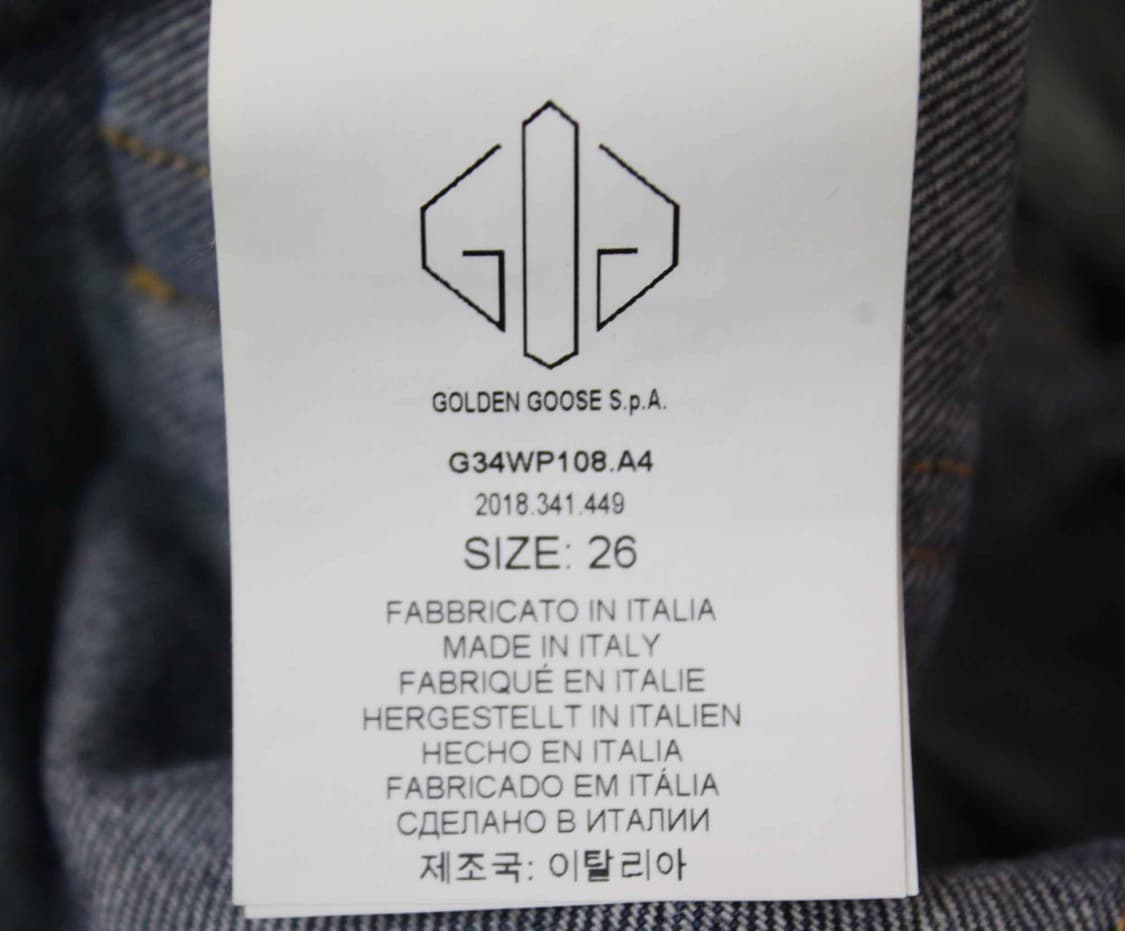 GOLDEN GOOSE S.p.A.
G34WP108.A4
2018.341.449
SIZE: 26
FABBRICATO IN ITALIA
MADE IN ITALY
FABRIQUÉ EN ITALIE
HERGESTELLT IN ITALIEN
HECHO EN ITALIA
FABRICADO EM ITÁLIA
СДЕЛАНО В ИТАЛИИ
제조국: 이탈리아